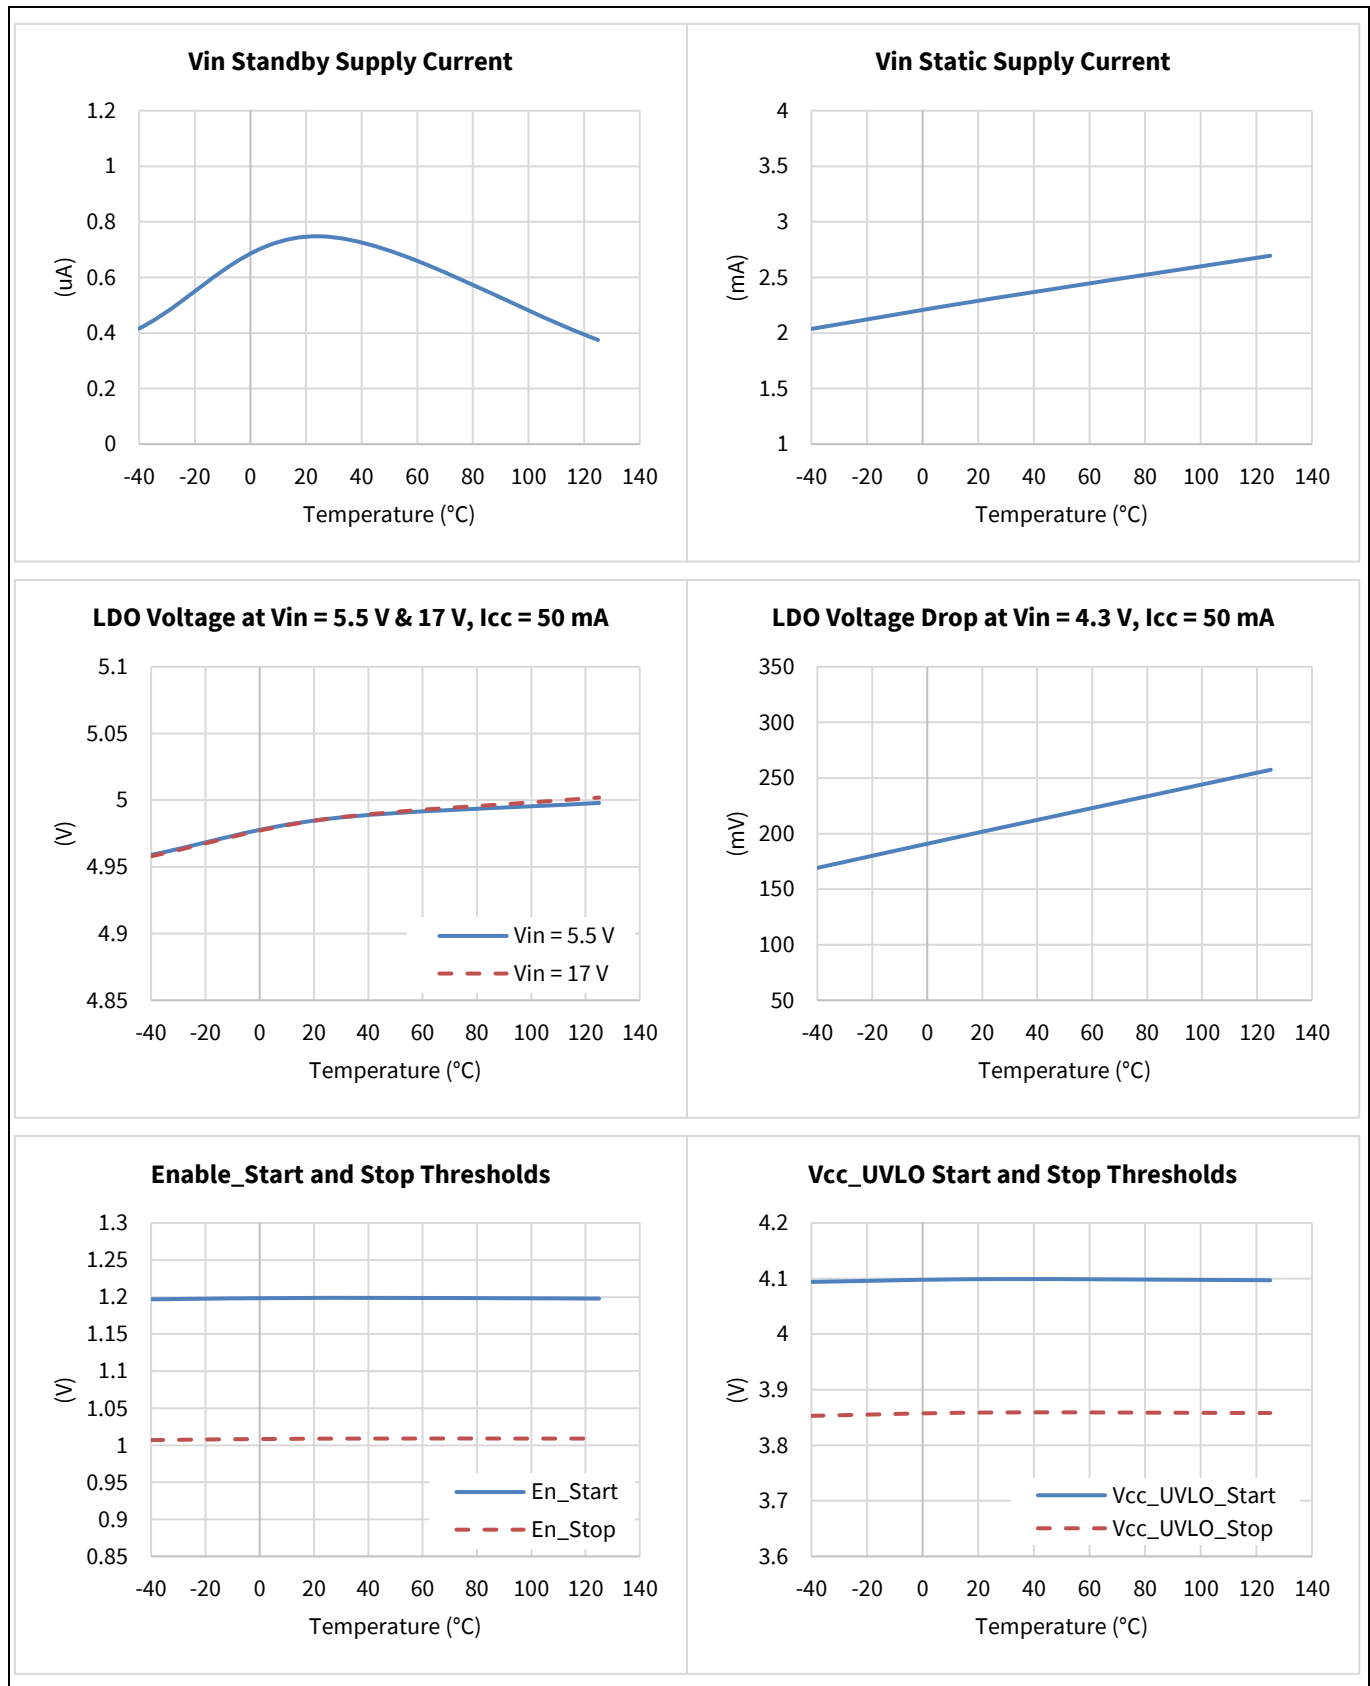 Vin Standby Supply Current
1.2
1
0.8
0.6
0.4
0.2
0
(uA)
-40 -20 0 20 40 60 80 100 120 140
Temperature (°C)
Vin Static Supply Current
4
3.5
3
2.5
2
1.5
1
(mA)
-40 -20 0 20 40 60 80 100 120 140
Temperature (°C)
LDO Voltage at Vin = 5.5 V & 17 V, Icc = 50 mA
5.1
5.05
5
4.95
4.9
4.85
(V)
Vin = 5.5 V
Vin = 17 V
-40 -20 0 20 40 60 80 100 120 140
Temperature (°C)
LDO Voltage Drop at Vin = 4.3 V, Icc = 50 mA
350
300
250
200
150
100
50
(mV)
-40 -20 0 20 40 60 80 100 120 140
Temperature (°C)
Enable_Start and Stop Thresholds
1.3
1.25
1.2
1.15
1.1
1.05
1
0.95
0.9
0.85
(V)
En_Start
En_Stop
-40 -20 0 20 40 60 80 100 120 140
Temperature (°C)
Vcc_UVLO Start and Stop Thresholds
4.2
4.1
4
3.9
3.8
3.7
3.6
(V)
Vcc_UVLO_Start
Vcc_UVLO_Stop
-40 -20 0 20 40 60 80 100 120 140
Temperature (°C)